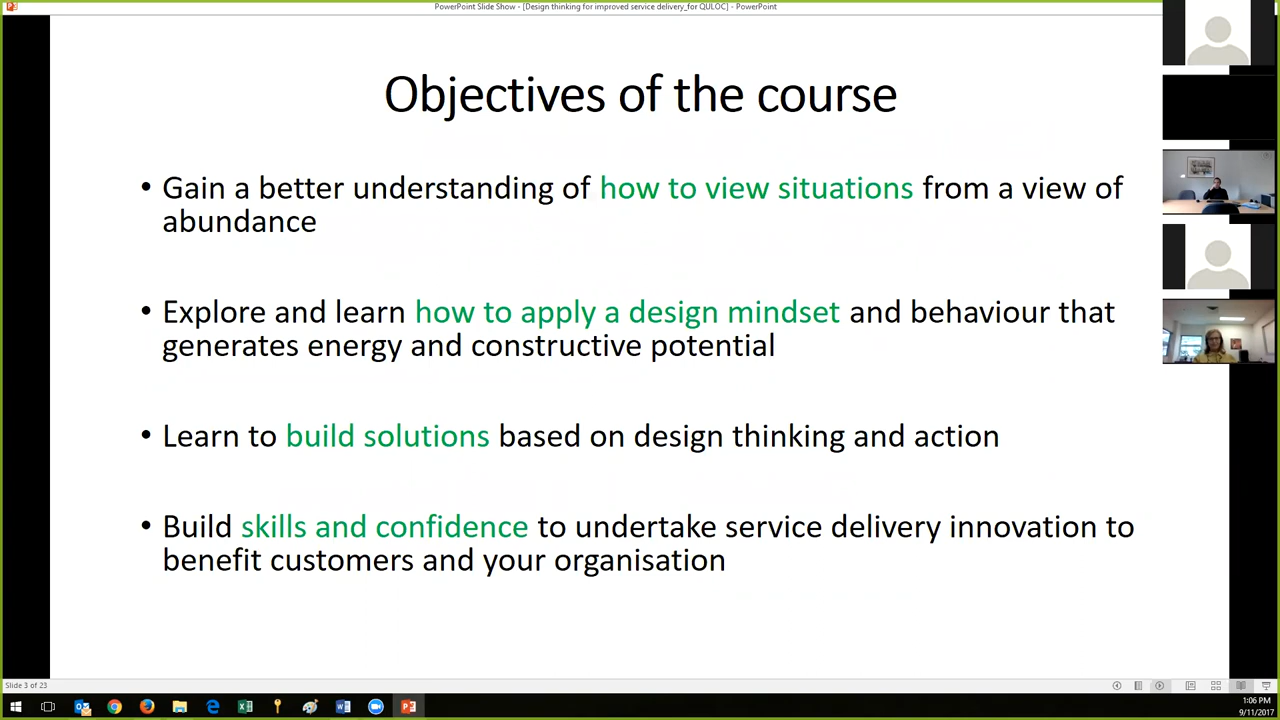 PowerPoint Slide Show - [Design thinking for improved service delivery_for QULOC] - PowerPoint
Objectives of the course
• Gain a better understanding of how to view situations from a view of
abundance
• Explore and learn how to apply a design mindset and behaviour that
generates energy and constructive potential
• Learn to build solutions based on design thinking and action
• Build skills and confidence to undertake service delivery innovation to
benefit customers and your organisation
Slide 3 of 23
1:06 PM
9/11/2017